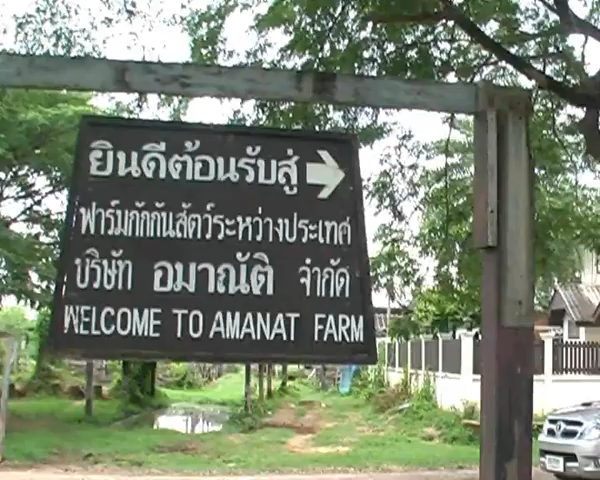 ยินดีต้อนรับสู่
ฟาร์มกักกันสัตว์ระหว่างประเทศ
บริษัท อมาณัติ จำกัด
WELCOME TO AMANAT FARM